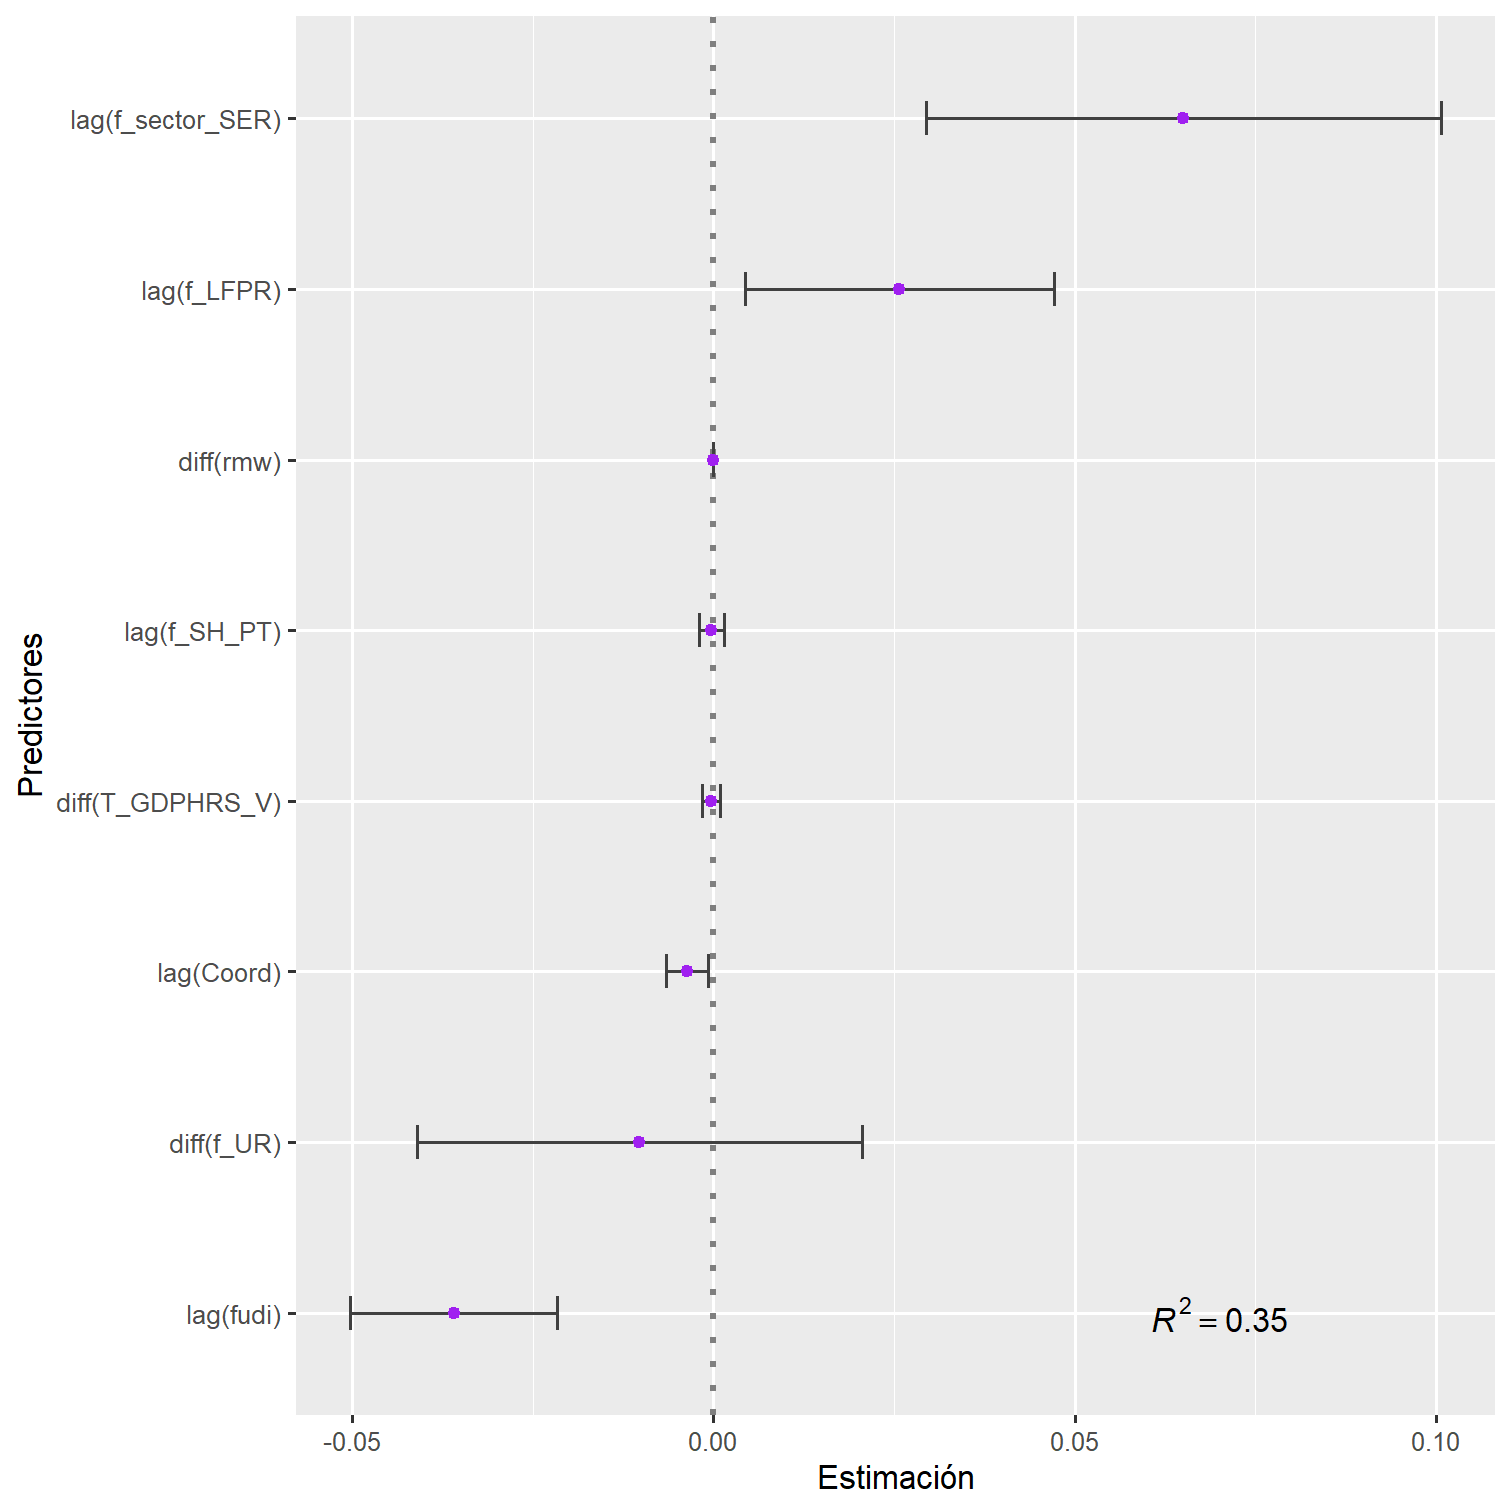 lag(f_sector_SER)
lag(f_LFPR)
diff(rmw)
lag(f_SH_PT)
diff(T_GDPHRS_V)
lag(Coord)
diff(f_UR)
lag(fudi)
Predictores
R² = 0.35
-0.05 0.00 0.05 0.10
Estimación